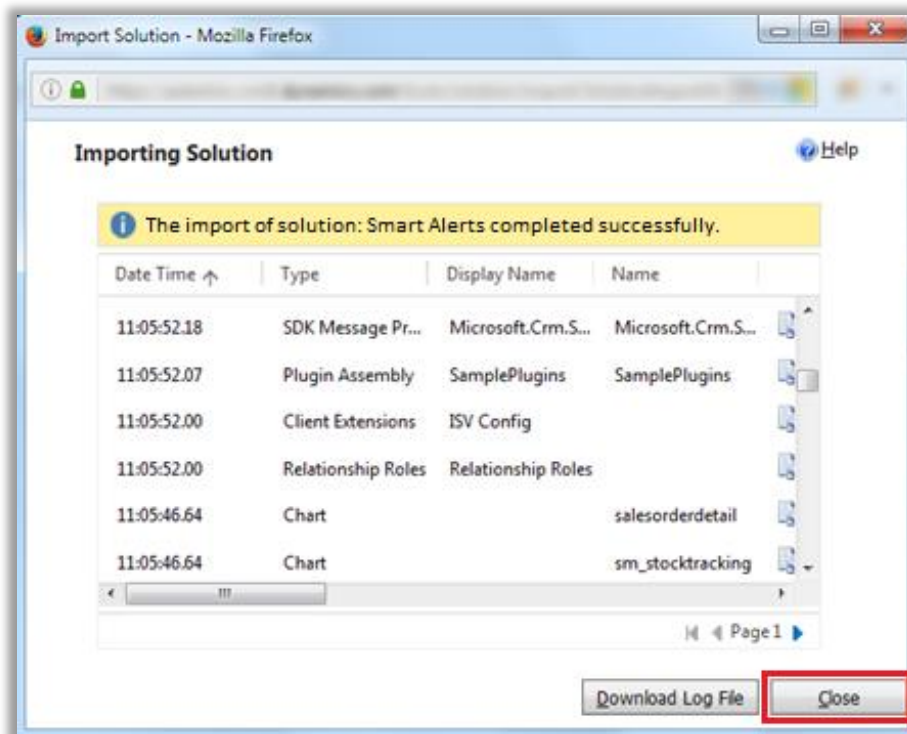 Import Solution - Mozilla Firefox
Importing Solution
Help
The import of solution: Smart Alerts completed successfully.
Date Time Type Display Name Name
11:05:52.18 SDK Message Pr... Microsoft.Crm.S... Microsoft.Crm.S...
11:05:52.07 Plugin Assembly SamplePlugins SamplePlugins
11:05:52.00 Client Extensions ISV Config
11:05:52.00 Relationship Roles Relationship Roles
11:05:46.64 Chart salesorderdetail
11:05:46.64 Chart sm_stocktracking
Page 1
Download Log File Close